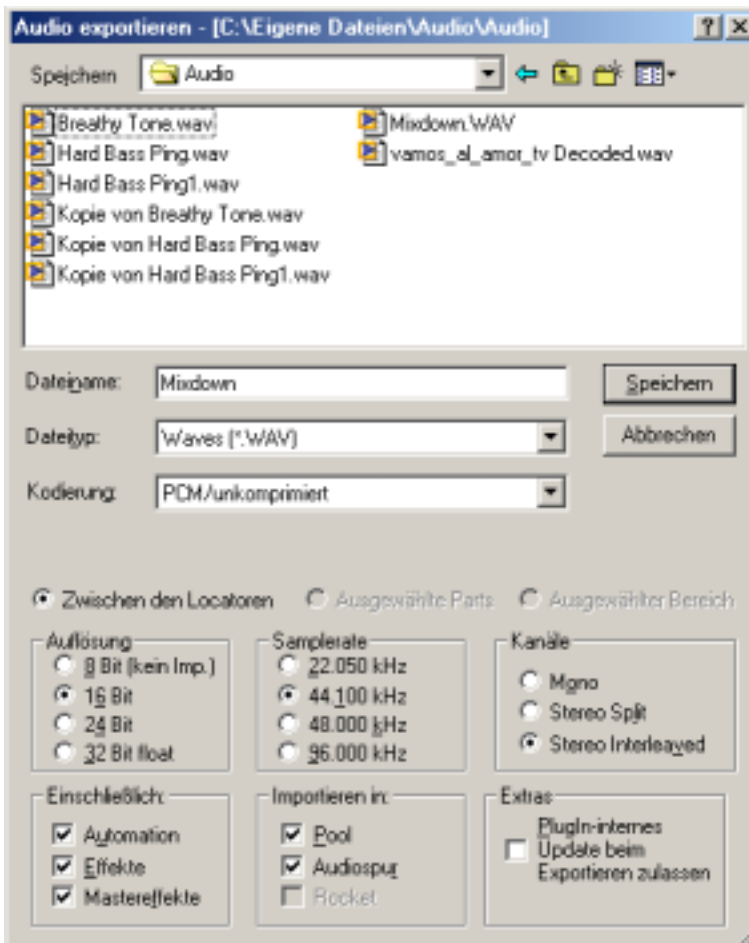 Audio exportieren - [C:\Eigene Dateien\Audio\Audio]
Speichern Audio
Breathy Tone.wav
Hard Bass Ping.wav
Hard Bass Ping1.wav
Kopie von Breathy Tone.wav
Kopie von Hard Bass Ping.wav
Kopie von Hard Bass Ping1.wav
Mixdown.WAV
vamos_al_amor_tv Decoded.wav
Dateiname: Mixdown Speichern
Dateityp: Waves (*.WAV) Abbrechen
Kodierung: PCM/unkomprimiert
Zwischen den Locatoren Ausgewählte Parts Ausgewählter Bereich
Auflösung
8 Bit (kein Imp.)
16 Bit
24 Bit
32 Bit float
Samplerate
22.050 kHz
44.100 kHz
48.000 kHz
96.000 kHz
Kanäle
Mono
Stereo Split
Stereo Interleaved
Einschließlich:
Automation
Effekte
Mastereffekte
Importieren in:
Pool
Audiospur
Rocket
Extras
PlugIn-internes
Update beim
Exportieren zulassen